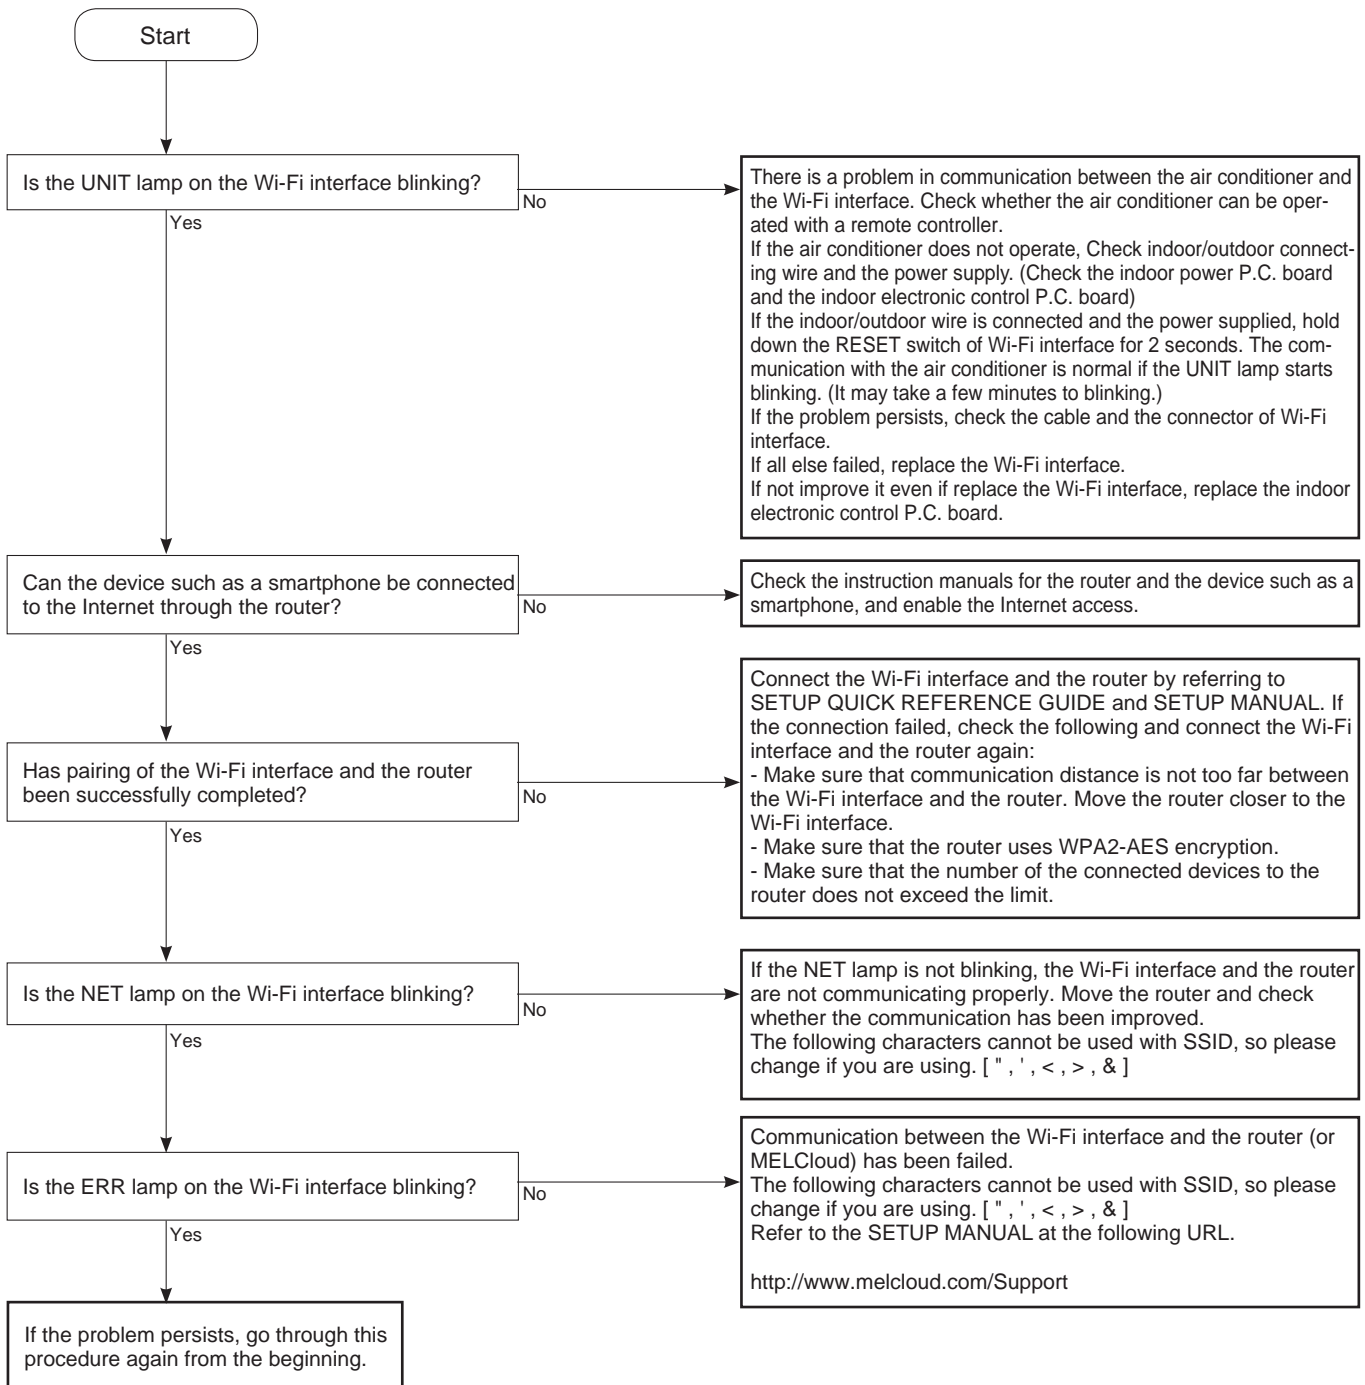 Start
Is the UNIT lamp on the Wi-Fi interface blinking?
No
Yes
There is a problem in communication between the air conditioner and
the Wi-Fi interface. Check whether the air conditioner can be oper-
ated with a remote controller.
If the air conditioner does not operate, Check indoor/outdoor connect-
ing wire and the power supply. (Check the indoor power P.C. board
and the indoor electronic control P.C. board)
If the indoor/outdoor wire is connected and the power supplied, hold
down the RESET switch of Wi-Fi interface for 2 seconds. The com-
munication with the air conditioner is normal if the UNIT lamp starts
blinking. (It may take a few minutes to blinking.)
If the problem persists, check the cable and the connector of Wi-Fi
interface.
If all else failed, replace the Wi-Fi interface.
If not improve it even if replace the Wi-Fi interface, replace the indoor
electronic control P.C. board.
Can the device such as a smartphone be connected
to the Internet through the router?
No
Yes
Check the instruction manuals for the router and the device such as a
smartphone, and enable the Internet access.
Has pairing of the Wi-Fi interface and the router
been successfully completed?
No
Yes
Connect the Wi-Fi interface and the router by referring to
SETUP QUICK REFERENCE GUIDE and SETUP MANUAL. If
the connection failed, check the following and connect the Wi-Fi
interface and the router again:
- Make sure that communication distance is not too far between
the Wi-Fi interface and the router. Move the router closer to the
Wi-Fi interface.
- Make sure that the router uses WPA2-AES encryption.
- Make sure that the number of the connected devices to the
router does not exceed the limit.
Is the NET lamp on the Wi-Fi interface blinking?
No
Yes
If the NET lamp is not blinking, the Wi-Fi interface and the router
are not communicating properly. Move the router and check
whether the communication has been improved.
The following characters cannot be used with SSID, so please
change if you are using. [ " , ' , < , > , & ]
Is the ERR lamp on the Wi-Fi interface blinking?
No
Yes
Communication between the Wi-Fi interface and the router (or
MELCloud) has been failed.
The following characters cannot be used with SSID, so please
change if you are using. [ " , ' , < , > , & ]
Refer to the SETUP MANUAL at the following URL.
http://www.melcloud.com/Support
If the problem persists, go through this
procedure again from the beginning.